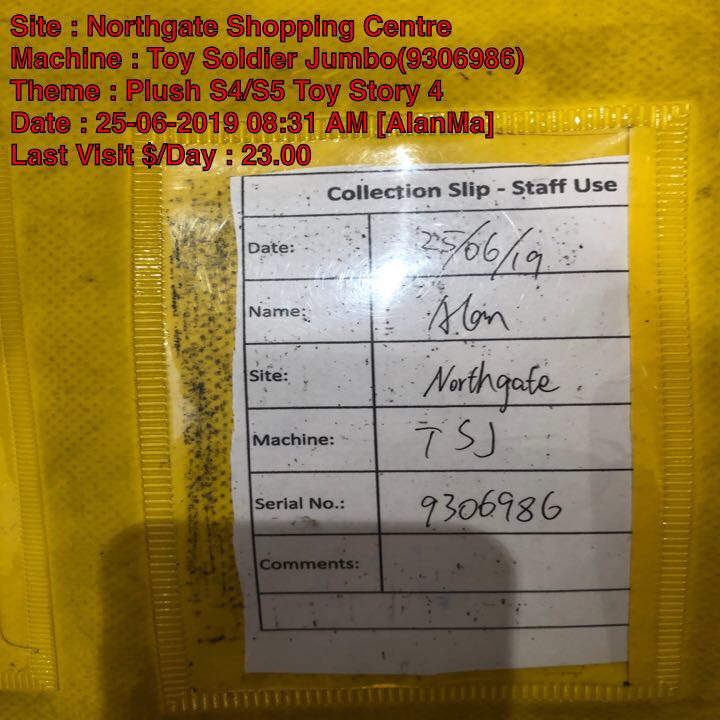 Site : Northgate Shopping Centre
Machine : Toy Soldier Jumbo(9306986)
Theme : Plush S4/S5 Toy Story 4
Date : 25-06-2019 08:31 AM [AlanMa]
Last Visit $/Day : 23.00
Collection Slip - Staff Use
Date: 25/06/19
Name: Alan
Site: Northgate
Machine: TSJ
Serial No.: 9306986
Comments: